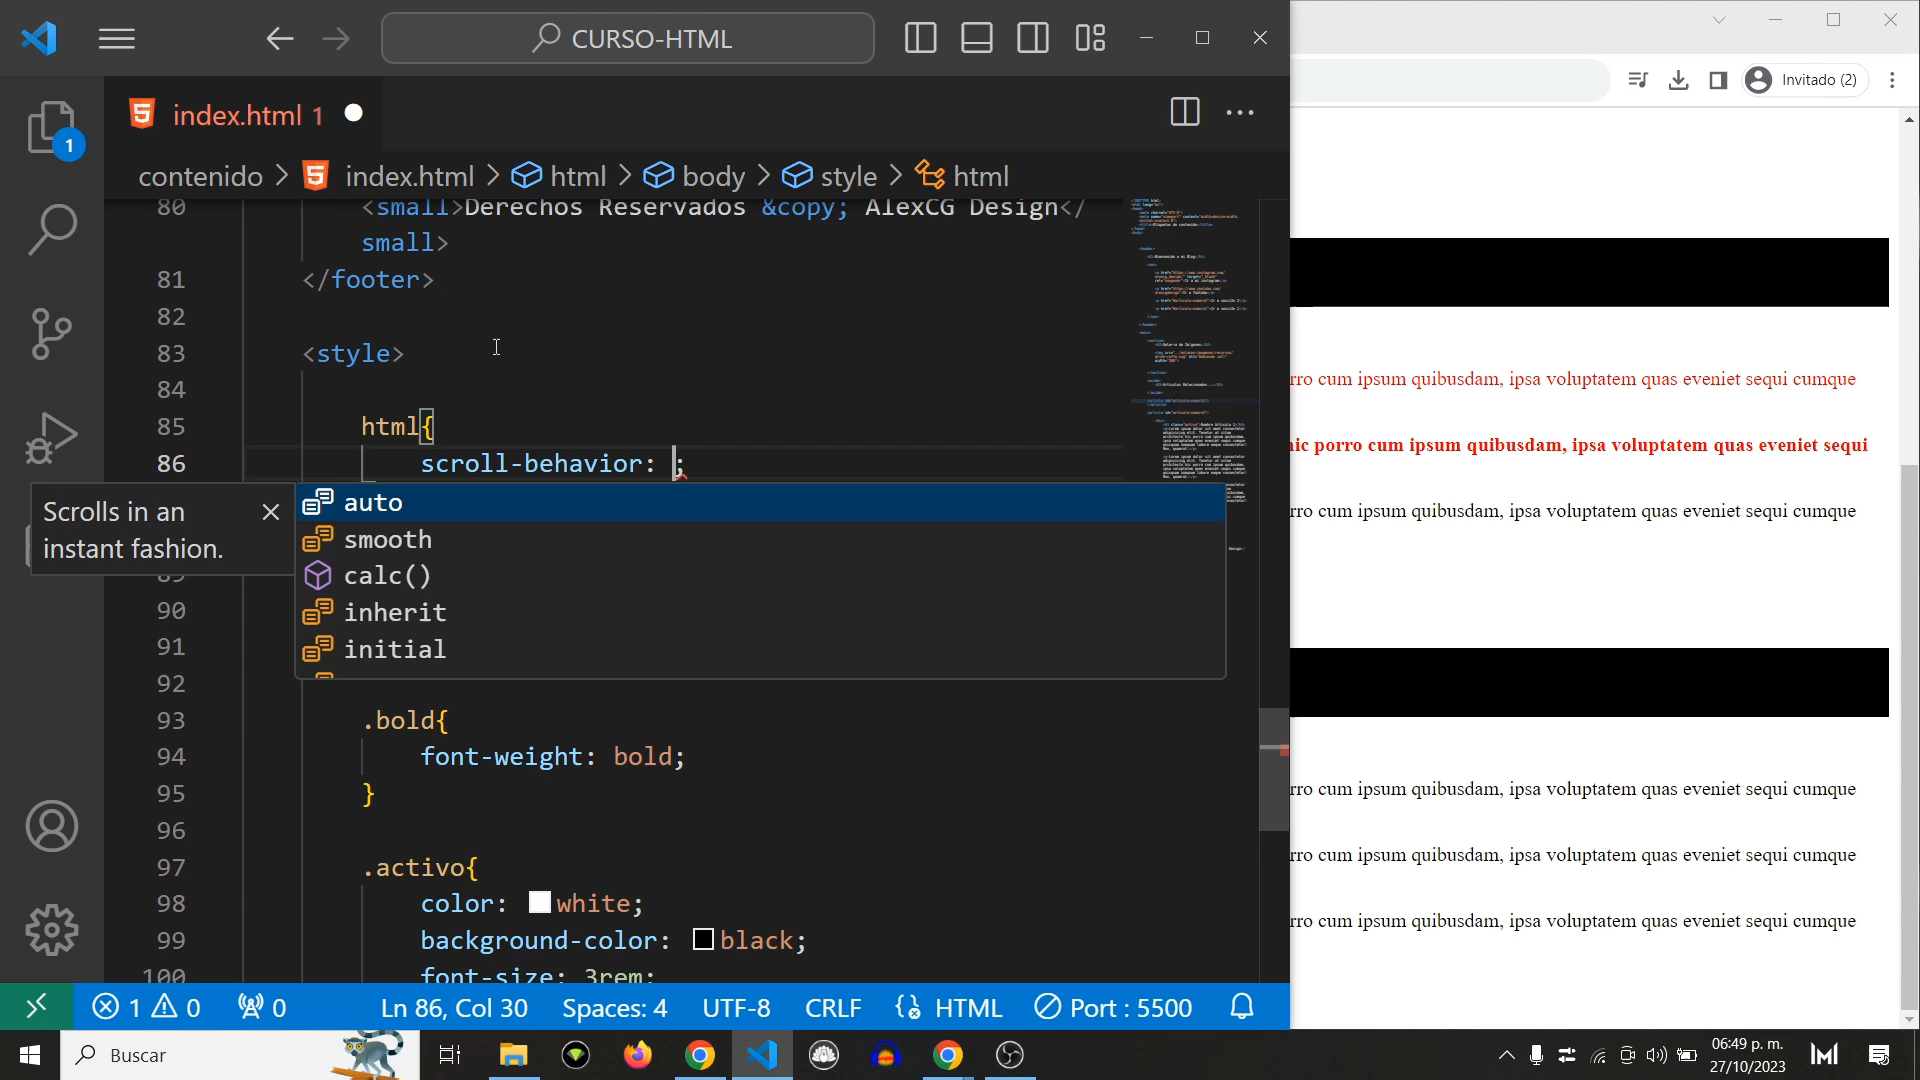 CURSO-HTML
Invitado (2)
index.html 1
contenido > index.html > html > body > style > html
1
80 <small>Derechos Reservados &copy; AlexCG Design</
small>
81 </footer>
82
83 <style>
84
85 html{
86 scroll-behavior: ;
Scrolls in an
instant fashion.
auto
smooth
calc()
inherit
initial
90
91
92
93 .bold{
94 font-weight: bold;
95 }
96
97 .activo{
98 color: white;
99 background-color: black;
100 font-size: 3rem;
rro cum ipsum quibusdam, ipsa voluptatem quas eveniet sequi cumque
nic porro cum ipsum quibusdam, ipsa voluptatem quas eveniet sequi
rro cum ipsum quibusdam, ipsa voluptatem quas eveniet sequi cumque
rro cum ipsum quibusdam, ipsa voluptatem quas eveniet sequi cumque
rro cum ipsum quibusdam, ipsa voluptatem quas eveniet sequi cumque
rro cum ipsum quibusdam, ipsa voluptatem quas eveniet sequi cumque
1 0 0 Ln 86, Col 30 Spaces: 4 UTF-8 CRLF HTML Port : 5500
Buscar
06:49 p. m.
27/10/2023